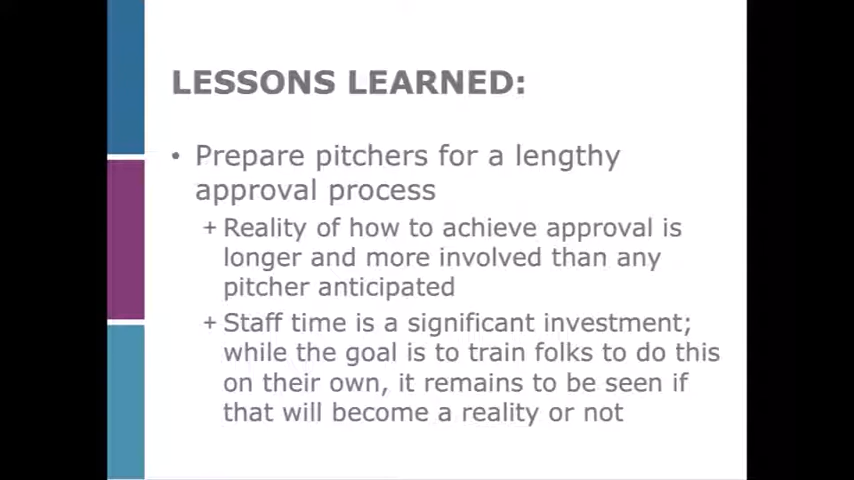 LESSONS LEARNED:
• Prepare pitchers for a lengthy
approval process
+ Reality of how to achieve approval is
longer and more involved than any
pitcher anticipated
+ Staff time is a significant investment;
while the goal is to train folks to do this
on their own, it remains to be seen if
that will become a reality or not